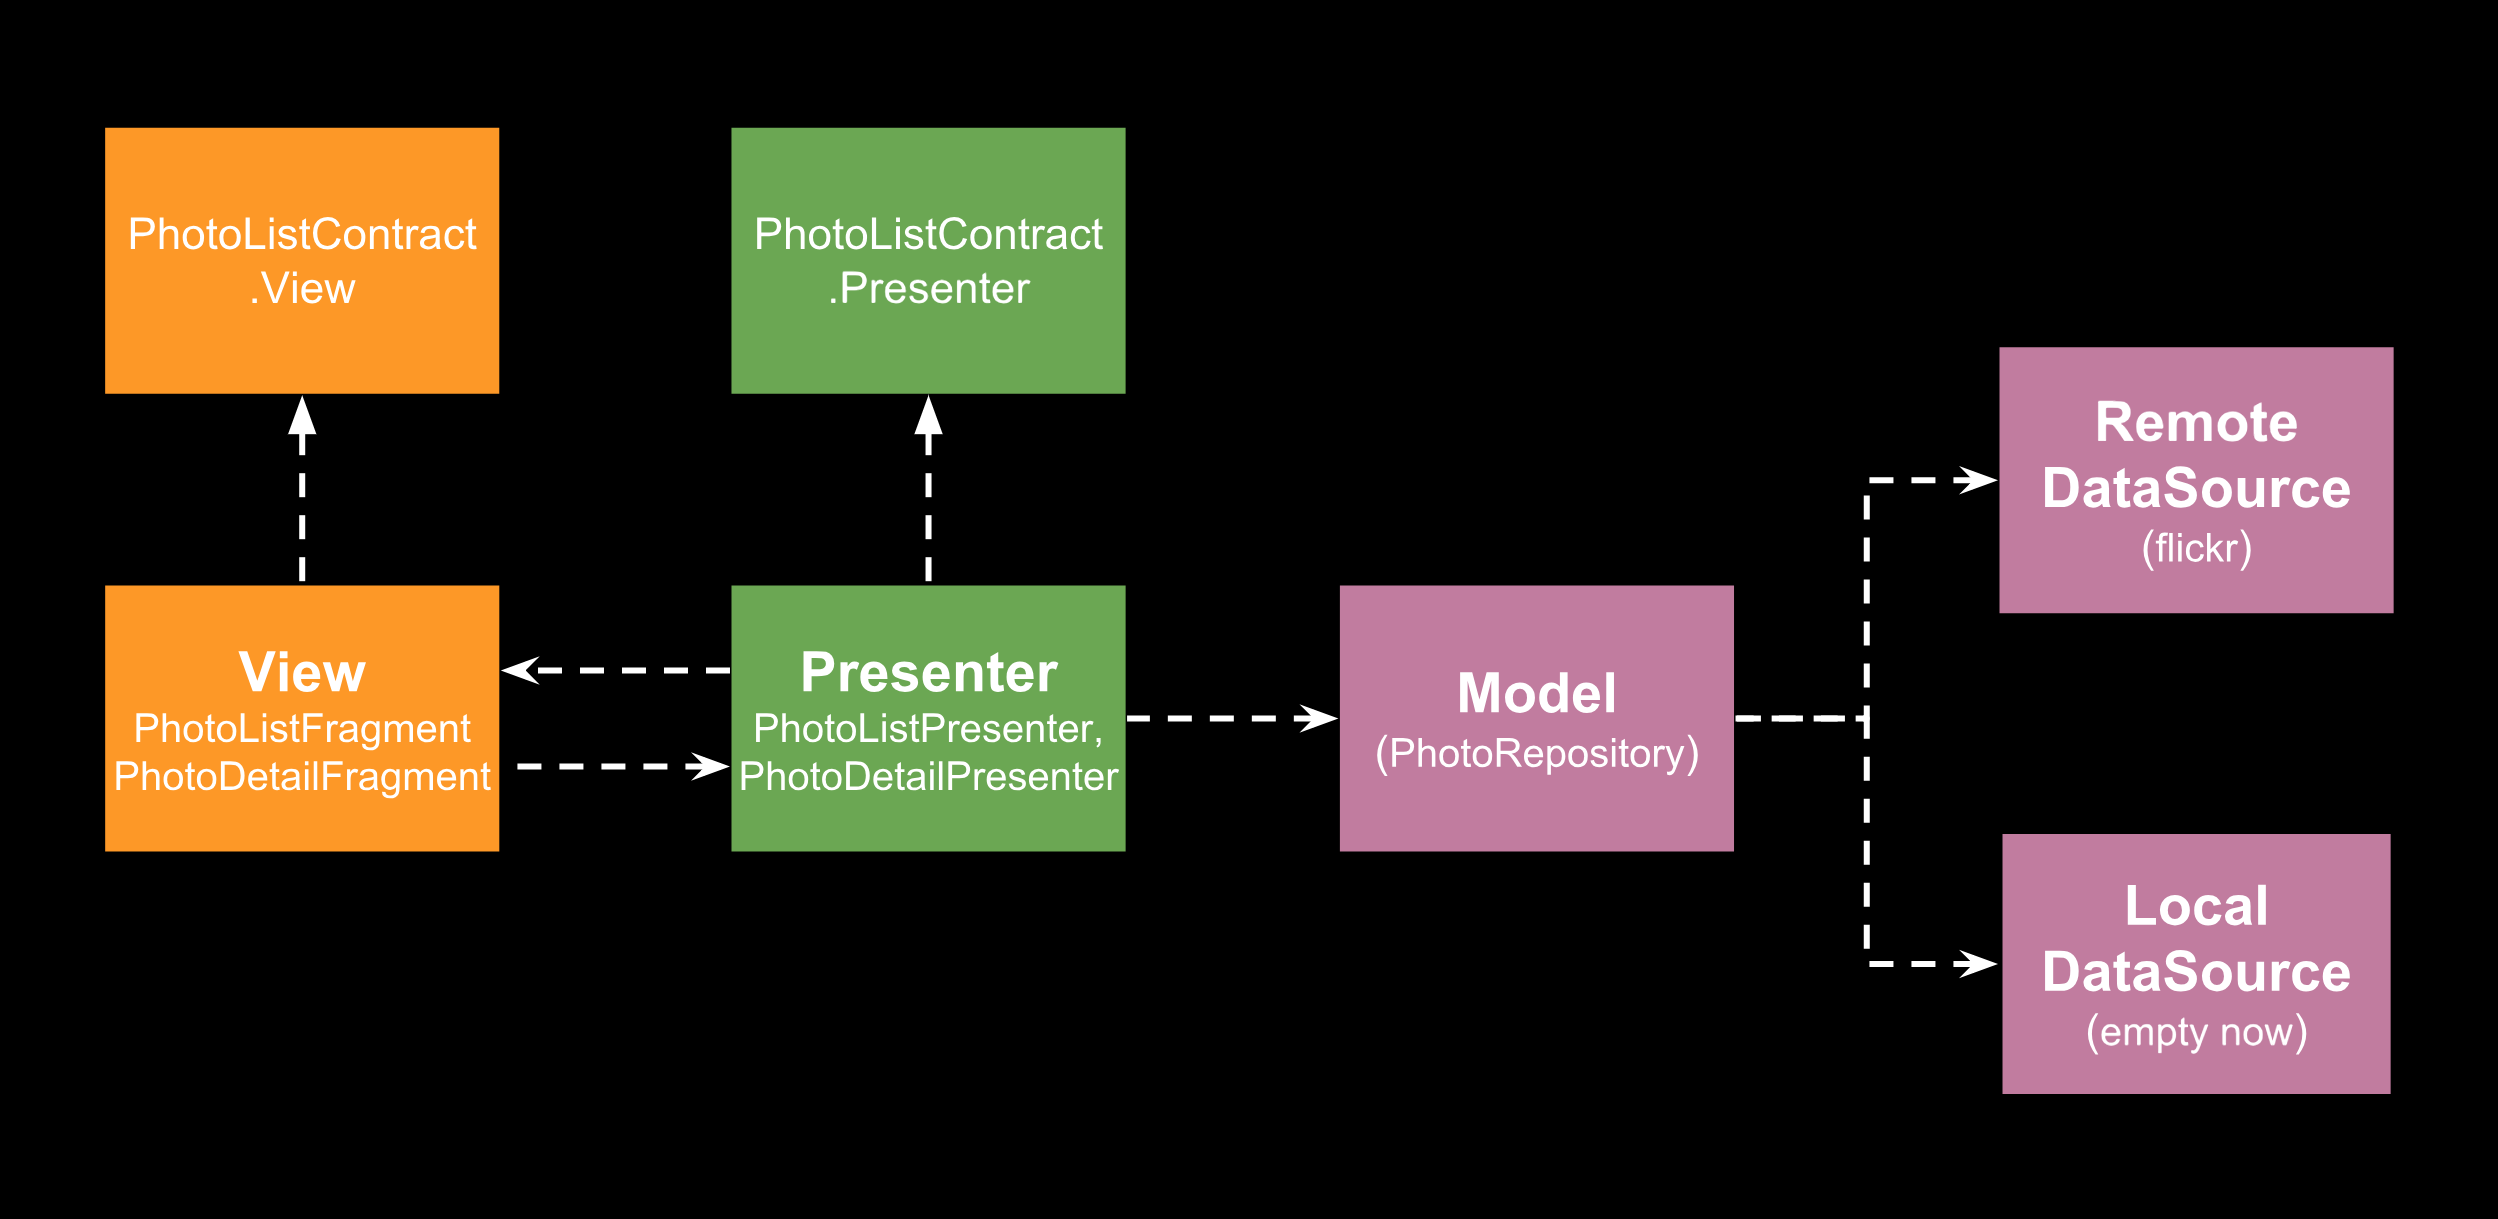 PhotoListContract
.View
PhotoListContract
.Presenter
Remote
DataSource
(flickr)
View
PhotoListFragment
PhotoDetailFragment
Presenter
PhotoListPresenter,
PhotoDetailPresenter
Model
(PhotoRepository)
Local
DataSource
(empty now)